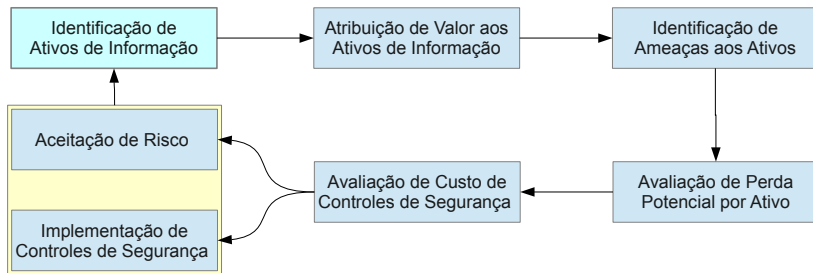 Identificação de
Ativos de Informação
Atribuição de Valor aos
Ativos de Informação
Identificação de
Ameaças aos Ativos
Aceitação de Risco
Avaliação de Custo de
Controles de Segurança
Avaliação de Perda
Potencial por Ativo
Implementação de
Controles de Segurança